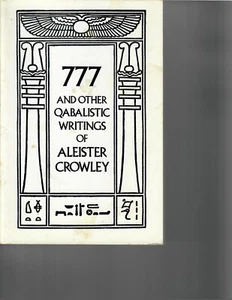 777
AND OTHER
QABALISTIC
WRITINGS
OF
ALEISTER
CROWLEY